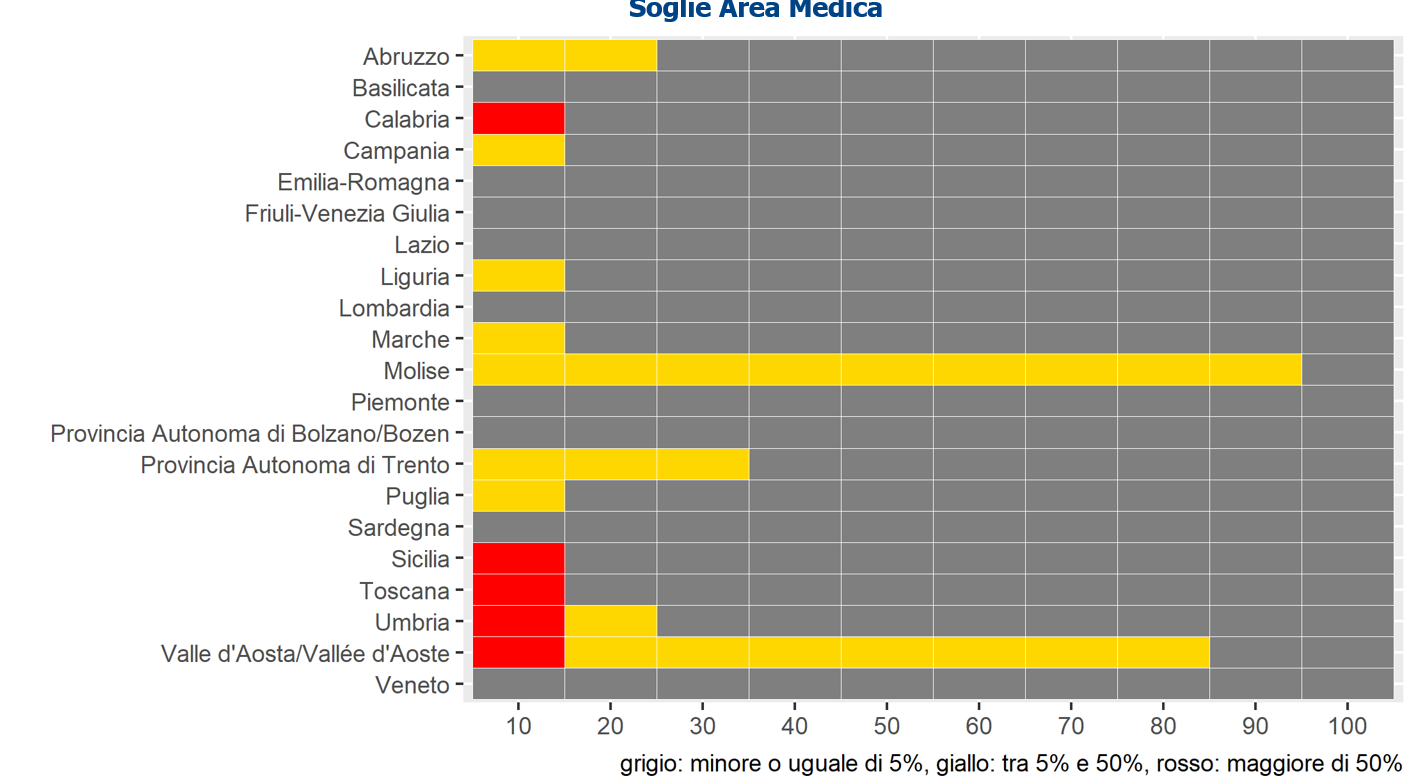 Soglie Area Medica
Abruzzo
Basilicata
Calabria
Campania
Emilia-Romagna
Friuli-Venezia Giulia
Lazio
Liguria
Lombardia
Marche
Molise
Piemonte
Provincia Autonoma di Bolzano/Bozen
Provincia Autonoma di Trento
Puglia
Sardegna
Sicilia
Toscana
Umbria
Valle d'Aosta/Vallée d'Aoste
Veneto
10 20 30 40 50 60 70 80 90 100
grigio: minore o uguale di 5%, giallo: tra 5% e 50%, rosso: maggiore di 50%